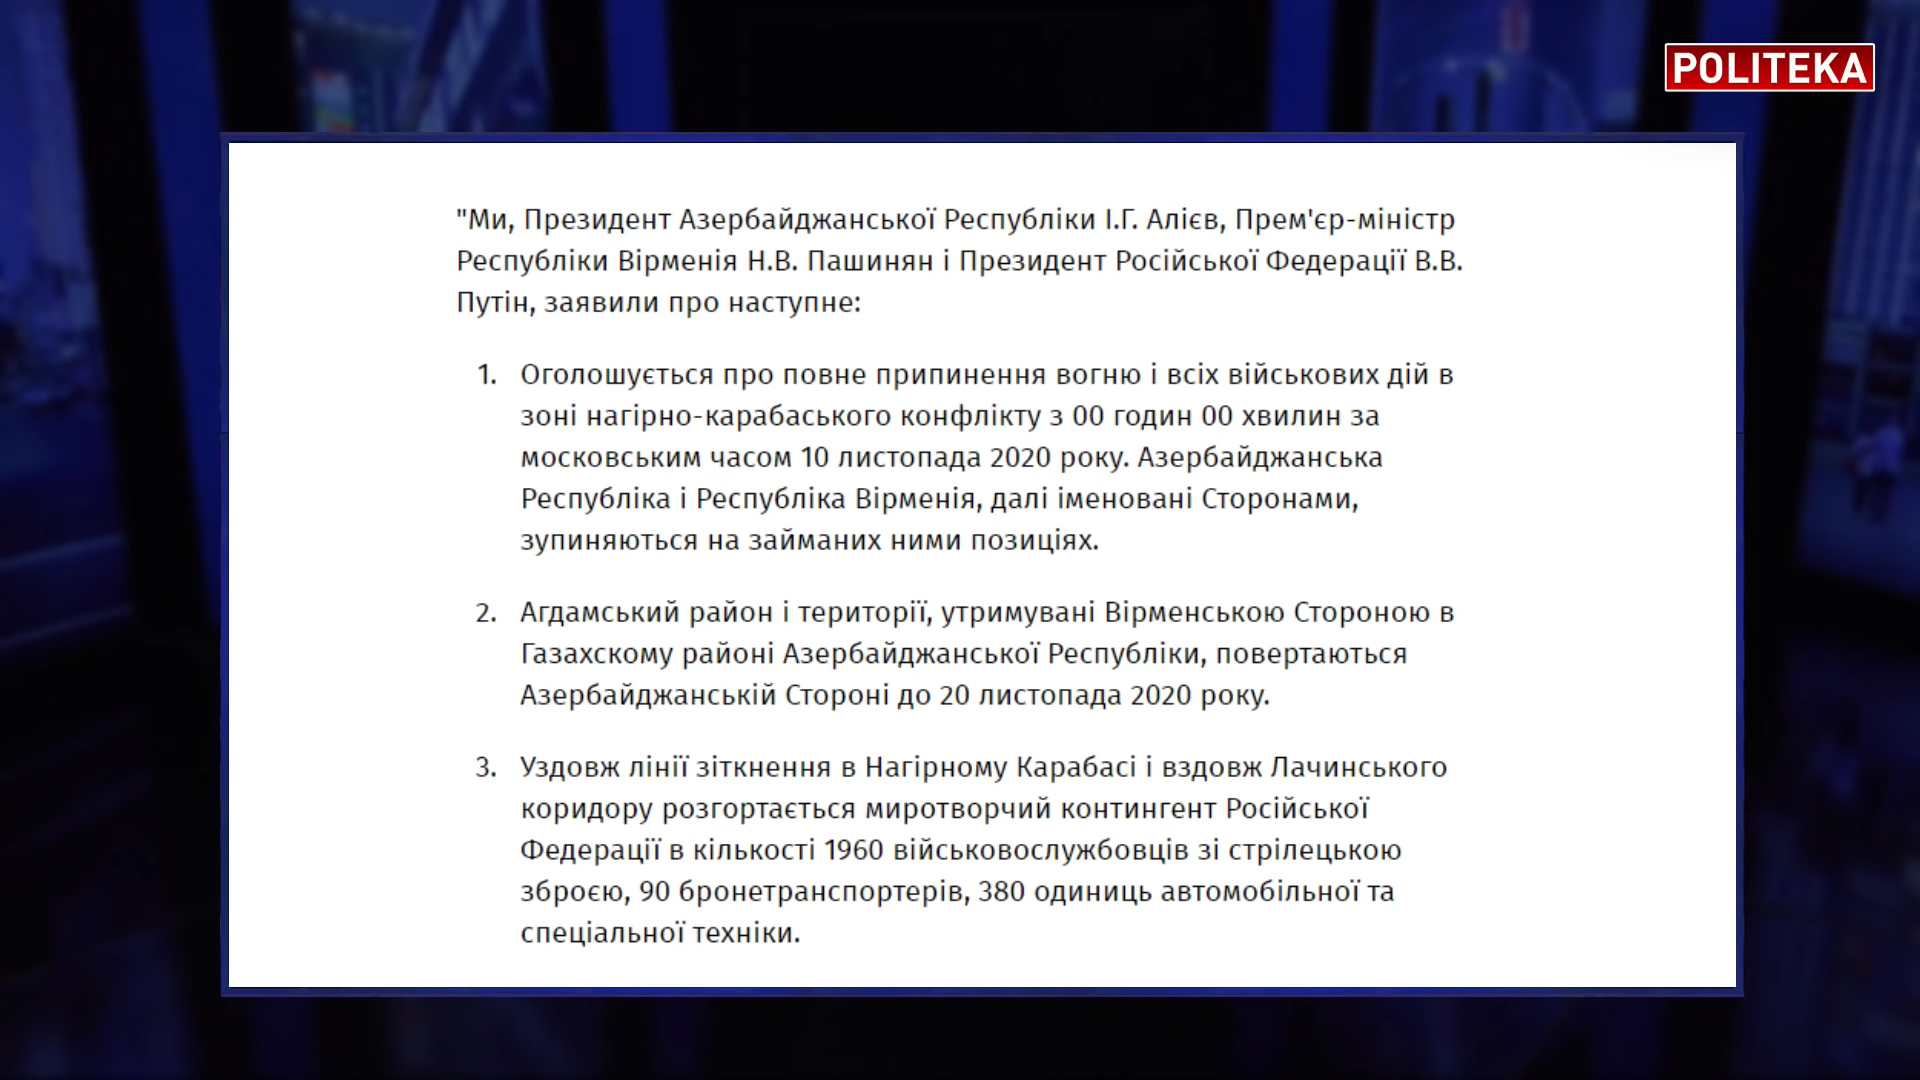 POLITEKA
"Ми, Президент Азербайджанської Республіки І.Г. Алієв, Прем'єр-міністр
Республіки Вірменія Н.В. Пашинян і Президент Російської Федерації В.В.
Путін, заявили про наступне:
1. Оголошується про повне припинення вогню і всіх військових дій в
зоні нагірно-карабаського конфлікту з 00 годин 00 хвилин за
московським часом 10 листопада 2020 року. Азербайджанська
Республіка і Республіка Вірменія, далі іменовані Сторонами,
зупиняються на займаних ними позиціях.
2. Агдамський район і території, утримувані Вірменською Стороною в
Газахскому районі Азербайджанської Республіки, повертаються
Азербайджанській Стороні до 20 листопада 2020 року.
3. Уздовж лінії зіткнення в Нагірному Карабасі і вздовж Лачинського
коридору розгортається миротворчий контингент Російської
Федерації в кількості 1960 військовослужбовців зі стрілецькою
зброєю, 90 бронетранспортерів, 380 одиниць автомобільної та
спеціальної техніки.